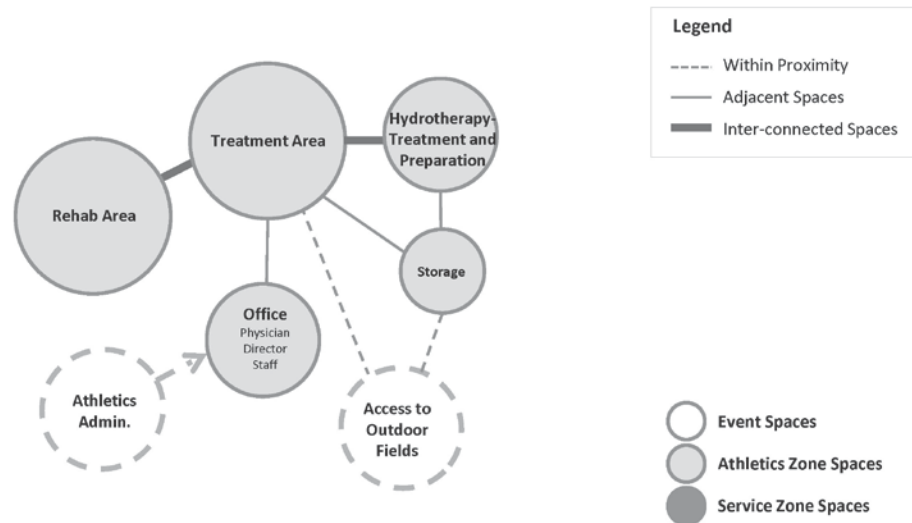 Legend
Within Proximity
Adjacent Spaces
Inter-connected Spaces
Treatment Area
Hydrotherapy-
Treatment and
Preparation
Rehab Area
Storage
Office
Physician
Director
Staff
Athletics
Admin.
Access to
Outdoor
Fields
Event Spaces
Athletics Zone Spaces
Service Zone Spaces